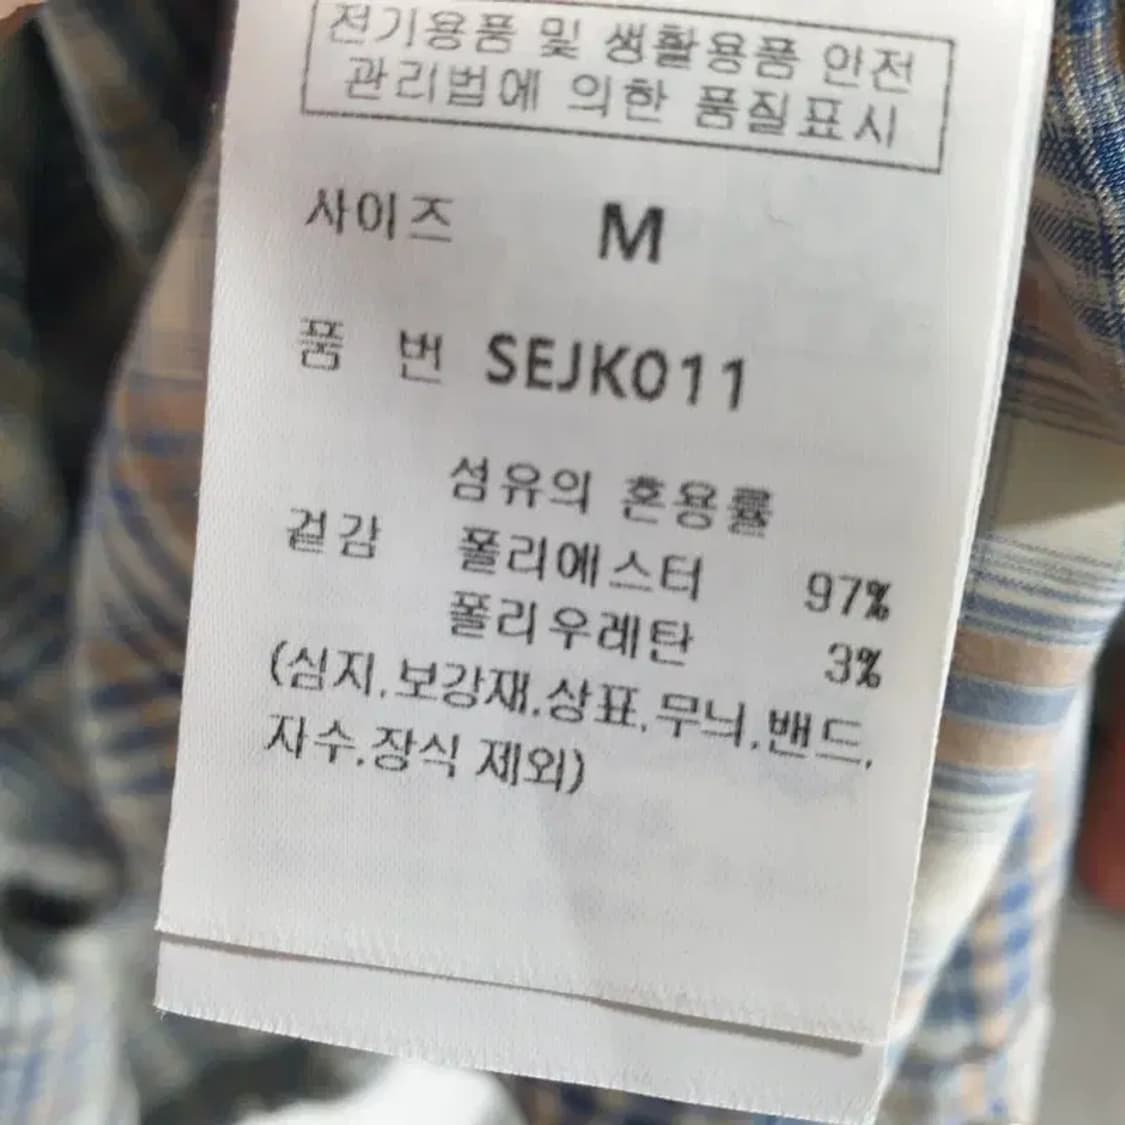 전기용품 및 생활용품 안전
관리법에 의한 품질표시
사이즈 M
품 번 SEJK011
섬유의 혼용률
겉감 폴리에스터 97%
폴리우레탄 3%
(심지.보강재.상표.무늬.밴드.
자수.장식 제외)